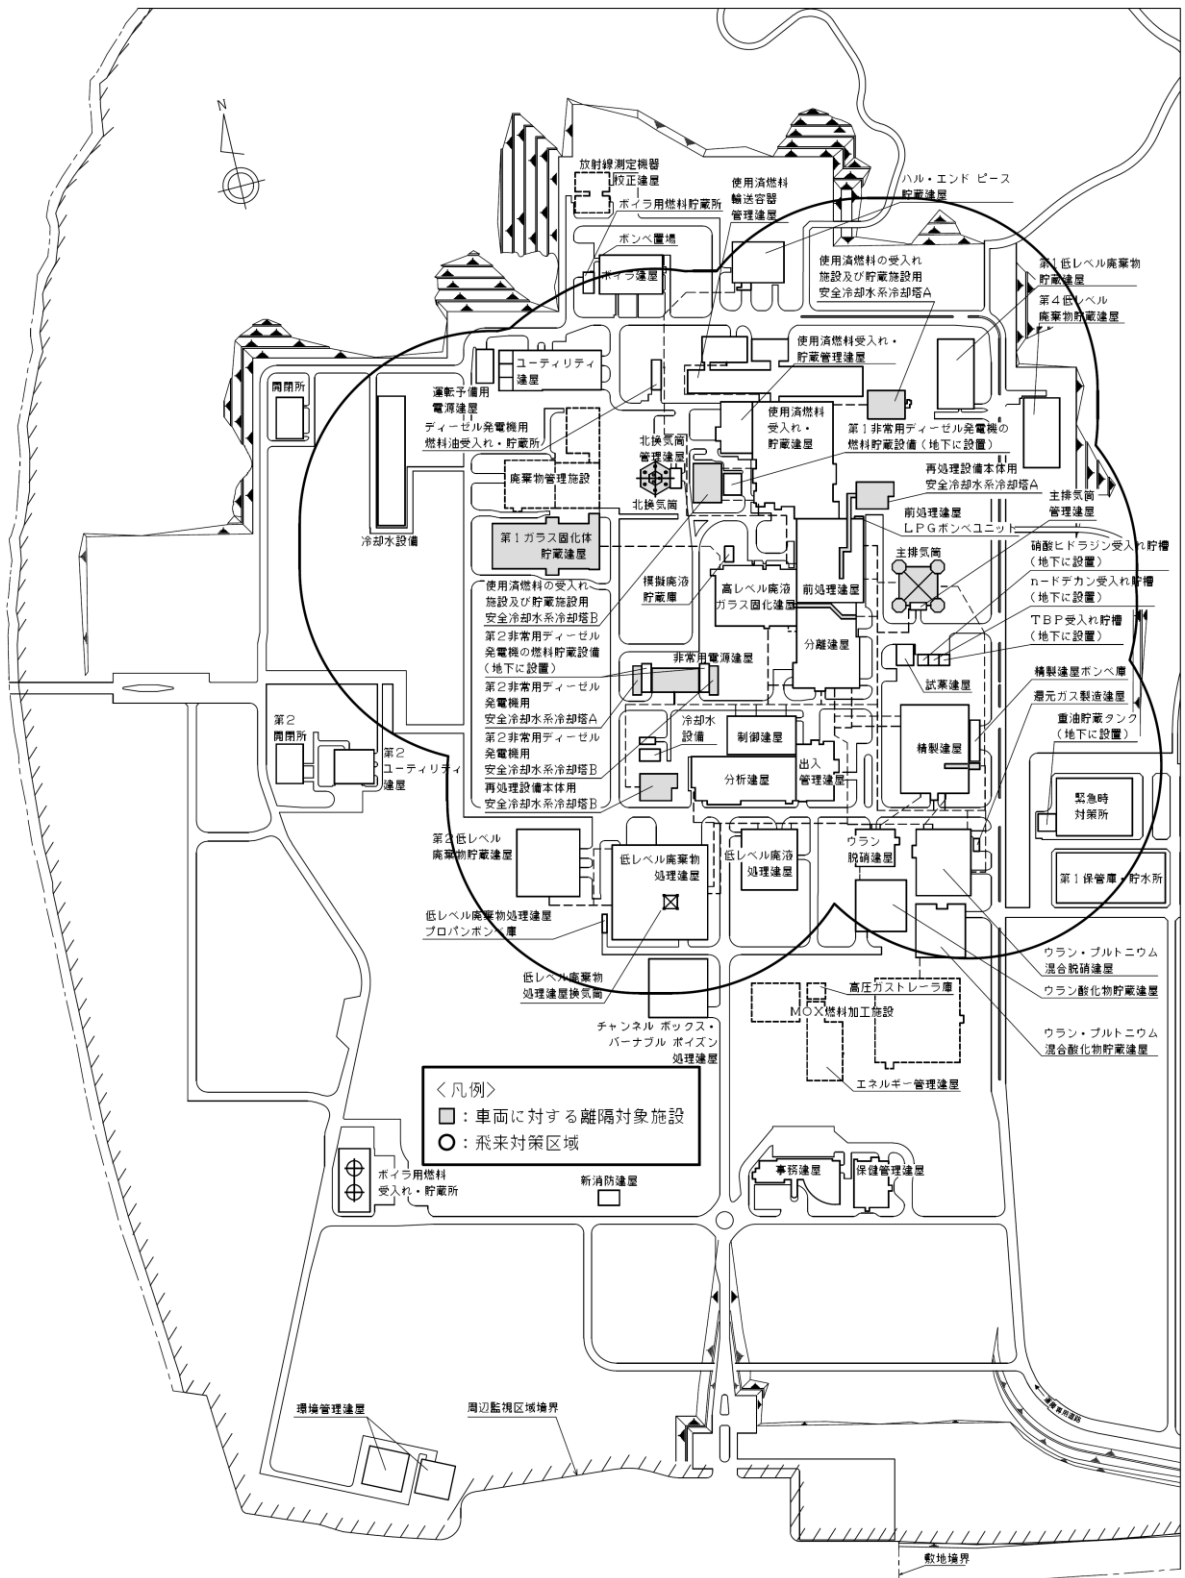 N
放射線測定機器
校正建屋
ボイラ用燃料貯蔵所
ボンベ置場
ボイラ建屋
使用済燃料
輸送容器
管理建屋
ハル・エンド ピース
貯蔵建屋
使用済燃料の受入れ
施設及び貯蔵施設用
安全冷却水系冷却塔A
第1低レベル廃棄物
貯蔵建屋
第4低レベル
廃棄物貯蔵建屋
使用済燃料受入れ・
貯蔵管理建屋
ユーティリティ
建屋
運転予備用
電源建屋
開閉所
ディーゼル発電機用
燃料油受入れ・貯蔵所
使用済燃料
受入れ・
貯蔵建屋
第1非常用ディーゼル発電機の
燃料貯蔵設備(地下に設置)
北換気筒
管理建屋
北換気筒
廃棄物管理施設
再処理設備本体用
安全冷却水系冷却塔A
主排気筒
管理建屋
前処理建屋
LPGボンベユニット
冷却水設備
第1ガラス固化体
貯蔵建屋
主排気筒
硝酸ヒドラジン受入れ貯槽
(地下に設置)
n-ドデカン受入れ貯槽
(地下に設置)
TBP受入れ貯槽
(地下に設置)
使用済燃料の受入れ
施設及び貯蔵施設用
安全冷却水系冷却塔B
模擬廃液
貯蔵庫
高レベル廃液
ガラス固化建屋
前処理建屋
分離建屋
第2非常用ディーゼル
発電機の燃料貯蔵設備
(地下に設置)
非常用電源建屋
試薬建屋
精製建屋ボンベ庫
還元ガス製造建屋
重油貯蔵タンク
(地下に設置)
第2非常用ディーゼル
発電機用
安全冷却水系冷却塔A
第2非常用ディーゼル
発電機用
安全冷却水系冷却塔B
冷却水
設備
制御建屋
精製建屋
第2
開閉所
第2
ユーティリティ
建屋
再処理設備本体用
安全冷却水系冷却塔B
分析建屋
出入
管理建屋
緊急時
対策所
第2低レベル
廃棄物貯蔵建屋
低レベル廃棄物
処理建屋
低レベル廃液
処理建屋
ウラン
脱硝建屋
第1保管庫・貯水所
低レベル廃棄物処理建屋
プロパンボンベ庫
低レベル廃棄物
処理建屋換気筒
ウラン・プルトニウム
混合脱硝建屋
ウラン酸化物貯蔵建屋
高圧ガストレーラ庫
MOX燃料加工施設
チャンネル ボックス・
バーナブル ポイズン
処理建屋
ウラン・プルトニウム
混合酸化物貯蔵建屋
エネルギー管理建屋
<凡例>
:車両に対する離隔対象施設
:飛来対策区域
ボイラ用燃料
受入れ・貯蔵所
新消防建屋
事務建屋
保健管理建屋
環境管理建屋
周辺監視区域境界
敷地境界